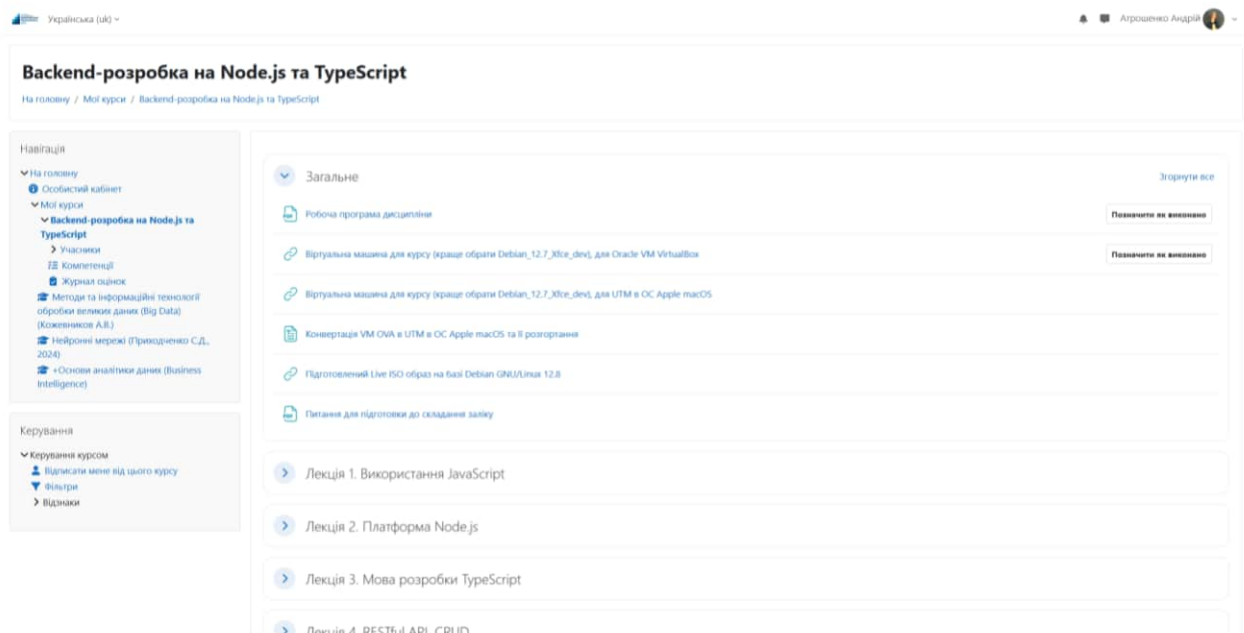 Українська (uk)
Агрошенко Андрій
Backend-розробка на Node.js та TypeScript
На головну / Мої курси / Backend-розробка на Node.js та TypeScript
Навігація
На головну
Особистий кабінет
Мої курси
Backend-розробка на Node.js та
TypeScript
Учасники
Компетенції
Журнал оцінок
Методи та інформаційні технології
обробки великих даних (Big Data)
(Кожевников А.В.)
Нейронні мережі (Приходченко С.Д.,
2024)
+Основи аналітики даних (Business
Intelligence)
Керування
Керування курсом
Відписати мене від цього курсу
Фільтри
Відзнаки
Загальне
Згорнути все
Робоча програма дисципліни
Позначити як виконано
Віртуальна машина для курсу (краще обрати Debian_12.7_Xfce_dev), для Oracle VM VirtualBox
Позначити як виконано
Віртуальна машина для курсу (краще обрати Debian_12.7_Xfce_dev), для UTM в ОС Apple macOS
Конвертація VM OVA в UTM в ОС Apple macOS та її розгортання
Підготовлений Live ISO образ на базі Debian GNU/Linux 12.8
Питання для підготовки до складання заліку
Лекція 1. Використання JavaScript
Лекція 2. Платформа Node.js
Лекція 3. Мова розробки TypeScript
Лекція 4. RESTful API, CRUD